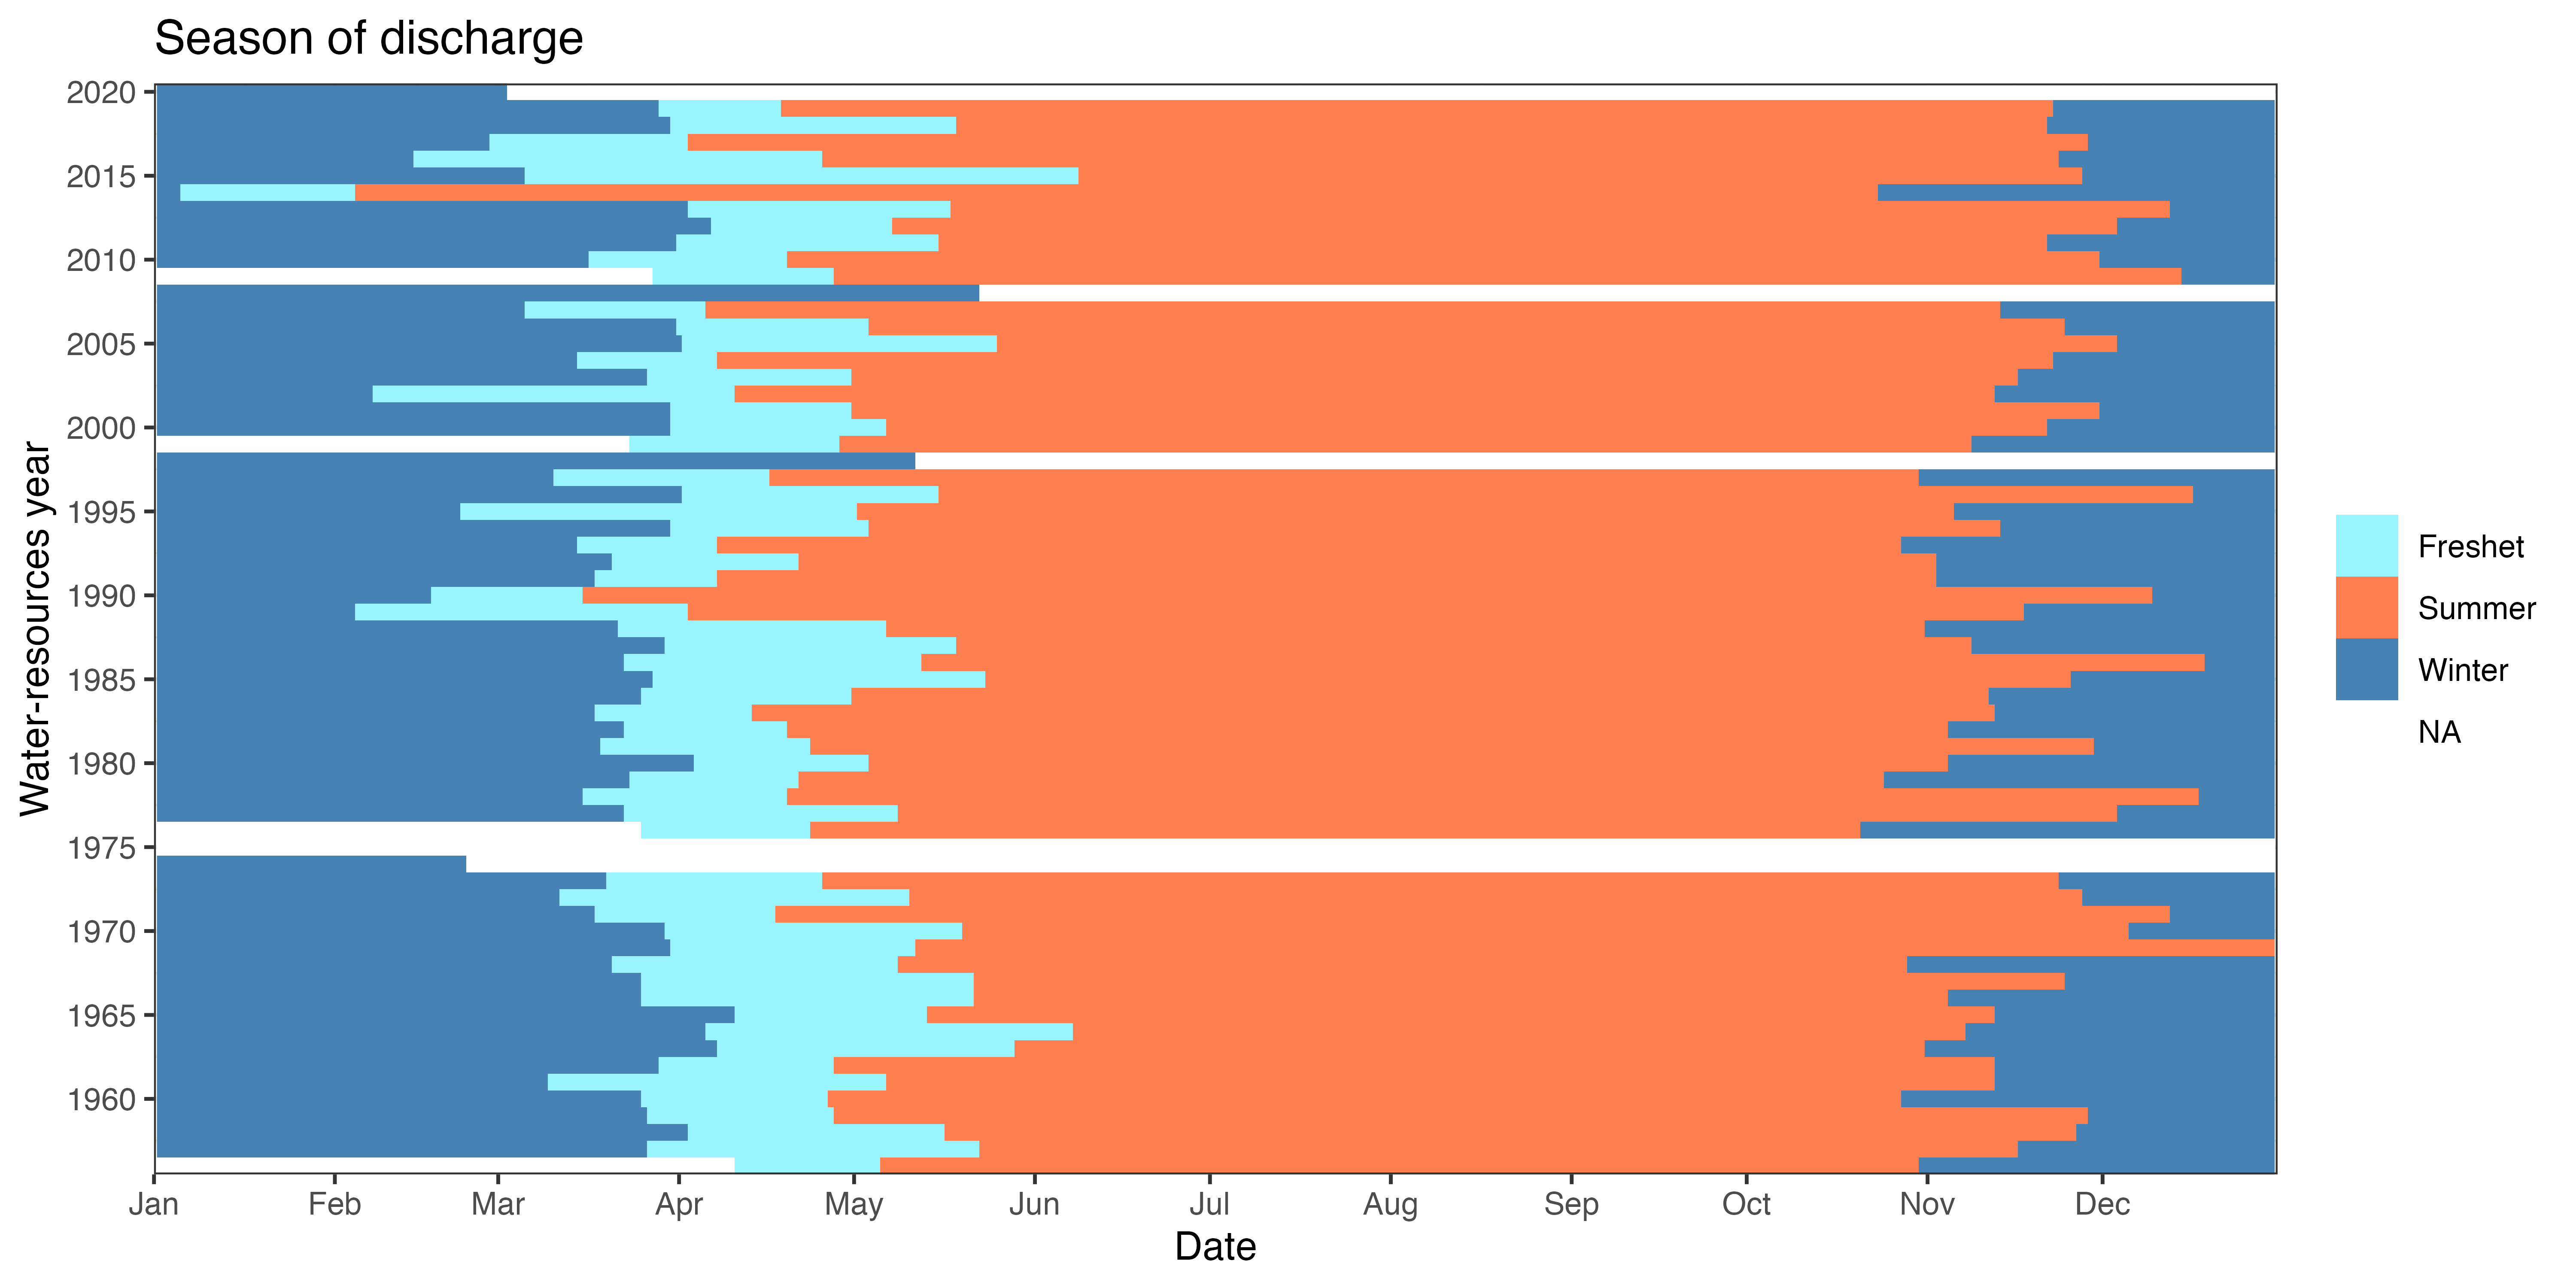 Season of discharge
2020
2015
2010
2005
2000
1995
1990
1985
1980
1975
1970
1965
1960
Water-resources year
Jan Feb Mar Apr May Jun Jul Aug Sep Oct Nov Dec
Date
Freshet
Summer
Winter
NA